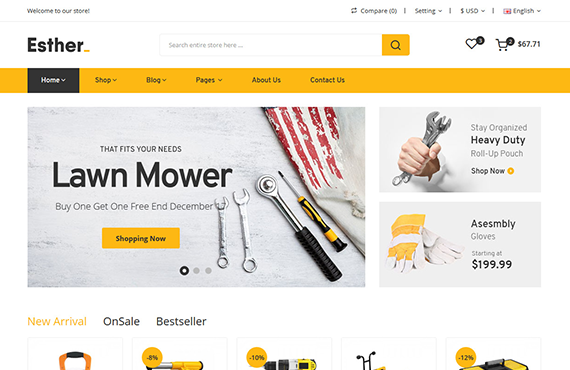 Welcome to our store!
Compare (0)
Setting
$ USD
English
Esther_
Search entire store here ...
3
2
$67.71
Home
Shop
Blog
Pages
About Us
Contact Us
THAT FITS YOUR NEEDS
Lawn Mower
Buy One Get One Free End December 17
Shopping Now
Stay Organized
Heavy Duty
Roll-Up Pouch
Shop Now
Asesmbly
Gloves
Starting at
$199.99
New Arrival
OnSale
Bestseller
-8%
-10%
-12%